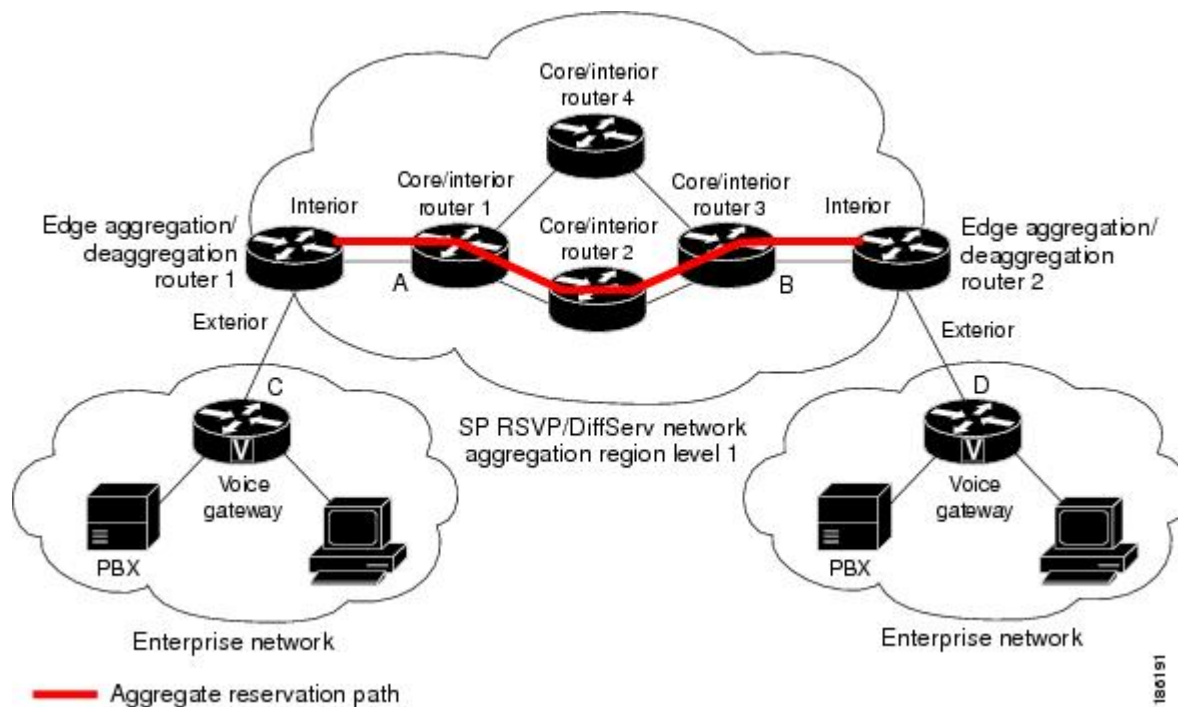 Core/interior
router 4
Core/interior
router 1
Core/interior
router 3
Interior
Core/interior
router 2
Interior
Edge aggregation/
deaggregation
router 1
Edge aggregation/
deaggregation
router 2
A
B
Exterior
Exterior
C
D
SP RSVP/DiffServ network
aggregation region level 1
V
Voice
gateway
PBX
V
Voice
gateway
PBX
Enterprise network
Enterprise network
Aggregate reservation path
186191